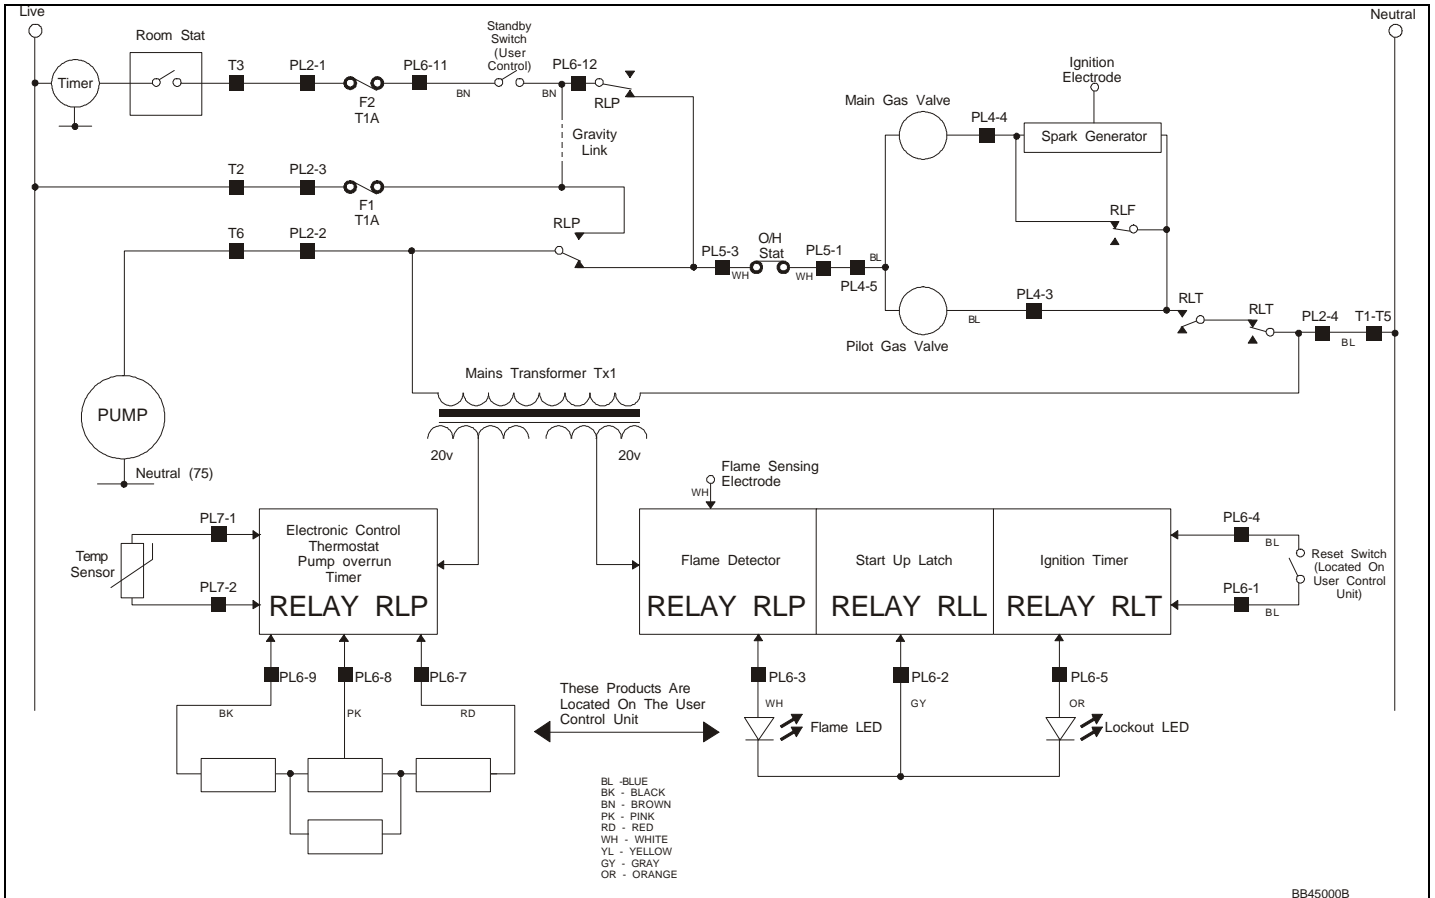 Live
Neutral
Room Stat
Standby
Switch
(User
Control)
Timer
T3
PL2-1
PL6-11
PL6-12
BN
BN
F2
T1A
RLP
Gravity
Link
Ignition
Electrode
Main Gas Valve
PL4-4
Spark Generator
T2
PL2-3
F1
T1A
RLP
RLF
T6
PL2-2
PL5-3
WH
O/H
Stat
WH
PL5-1
PL4-5
BL
PL4-3
BL
Pilot Gas Valve
RLT
RLT
PL2-4
BL
T1-T5
Mains Transformer Tx1
20v
20v
PUMP
Neutral (75)
Flame Sensing
Electrode
WH
PL7-1
PL7-2
Temp
Sensor
Electronic Control
Thermostat
Pump overrun
Timer
RELAY RLP
Flame Detector
RELAY RLP
Start Up Latch
RELAY RLL
Ignition Timer
RELAY RLT
PL6-4
BL
PL6-1
BL
Reset Switch
(Located On
User Control
Unit)
PL6-9
PL6-8
PL6-7
BK
PK
RD
These Products Are
Located On The User
Control Unit
PL6-3
PL6-2
PL6-5
WH
GY
OR
Flame LED
Lockout LED
BL -BLUE
BK - BLACK
BN - BROWN
PK - PINK
RD - RED
WH - WHITE
YL - YELLOW
GY - GRAY
OR - ORANGE
BB45000B